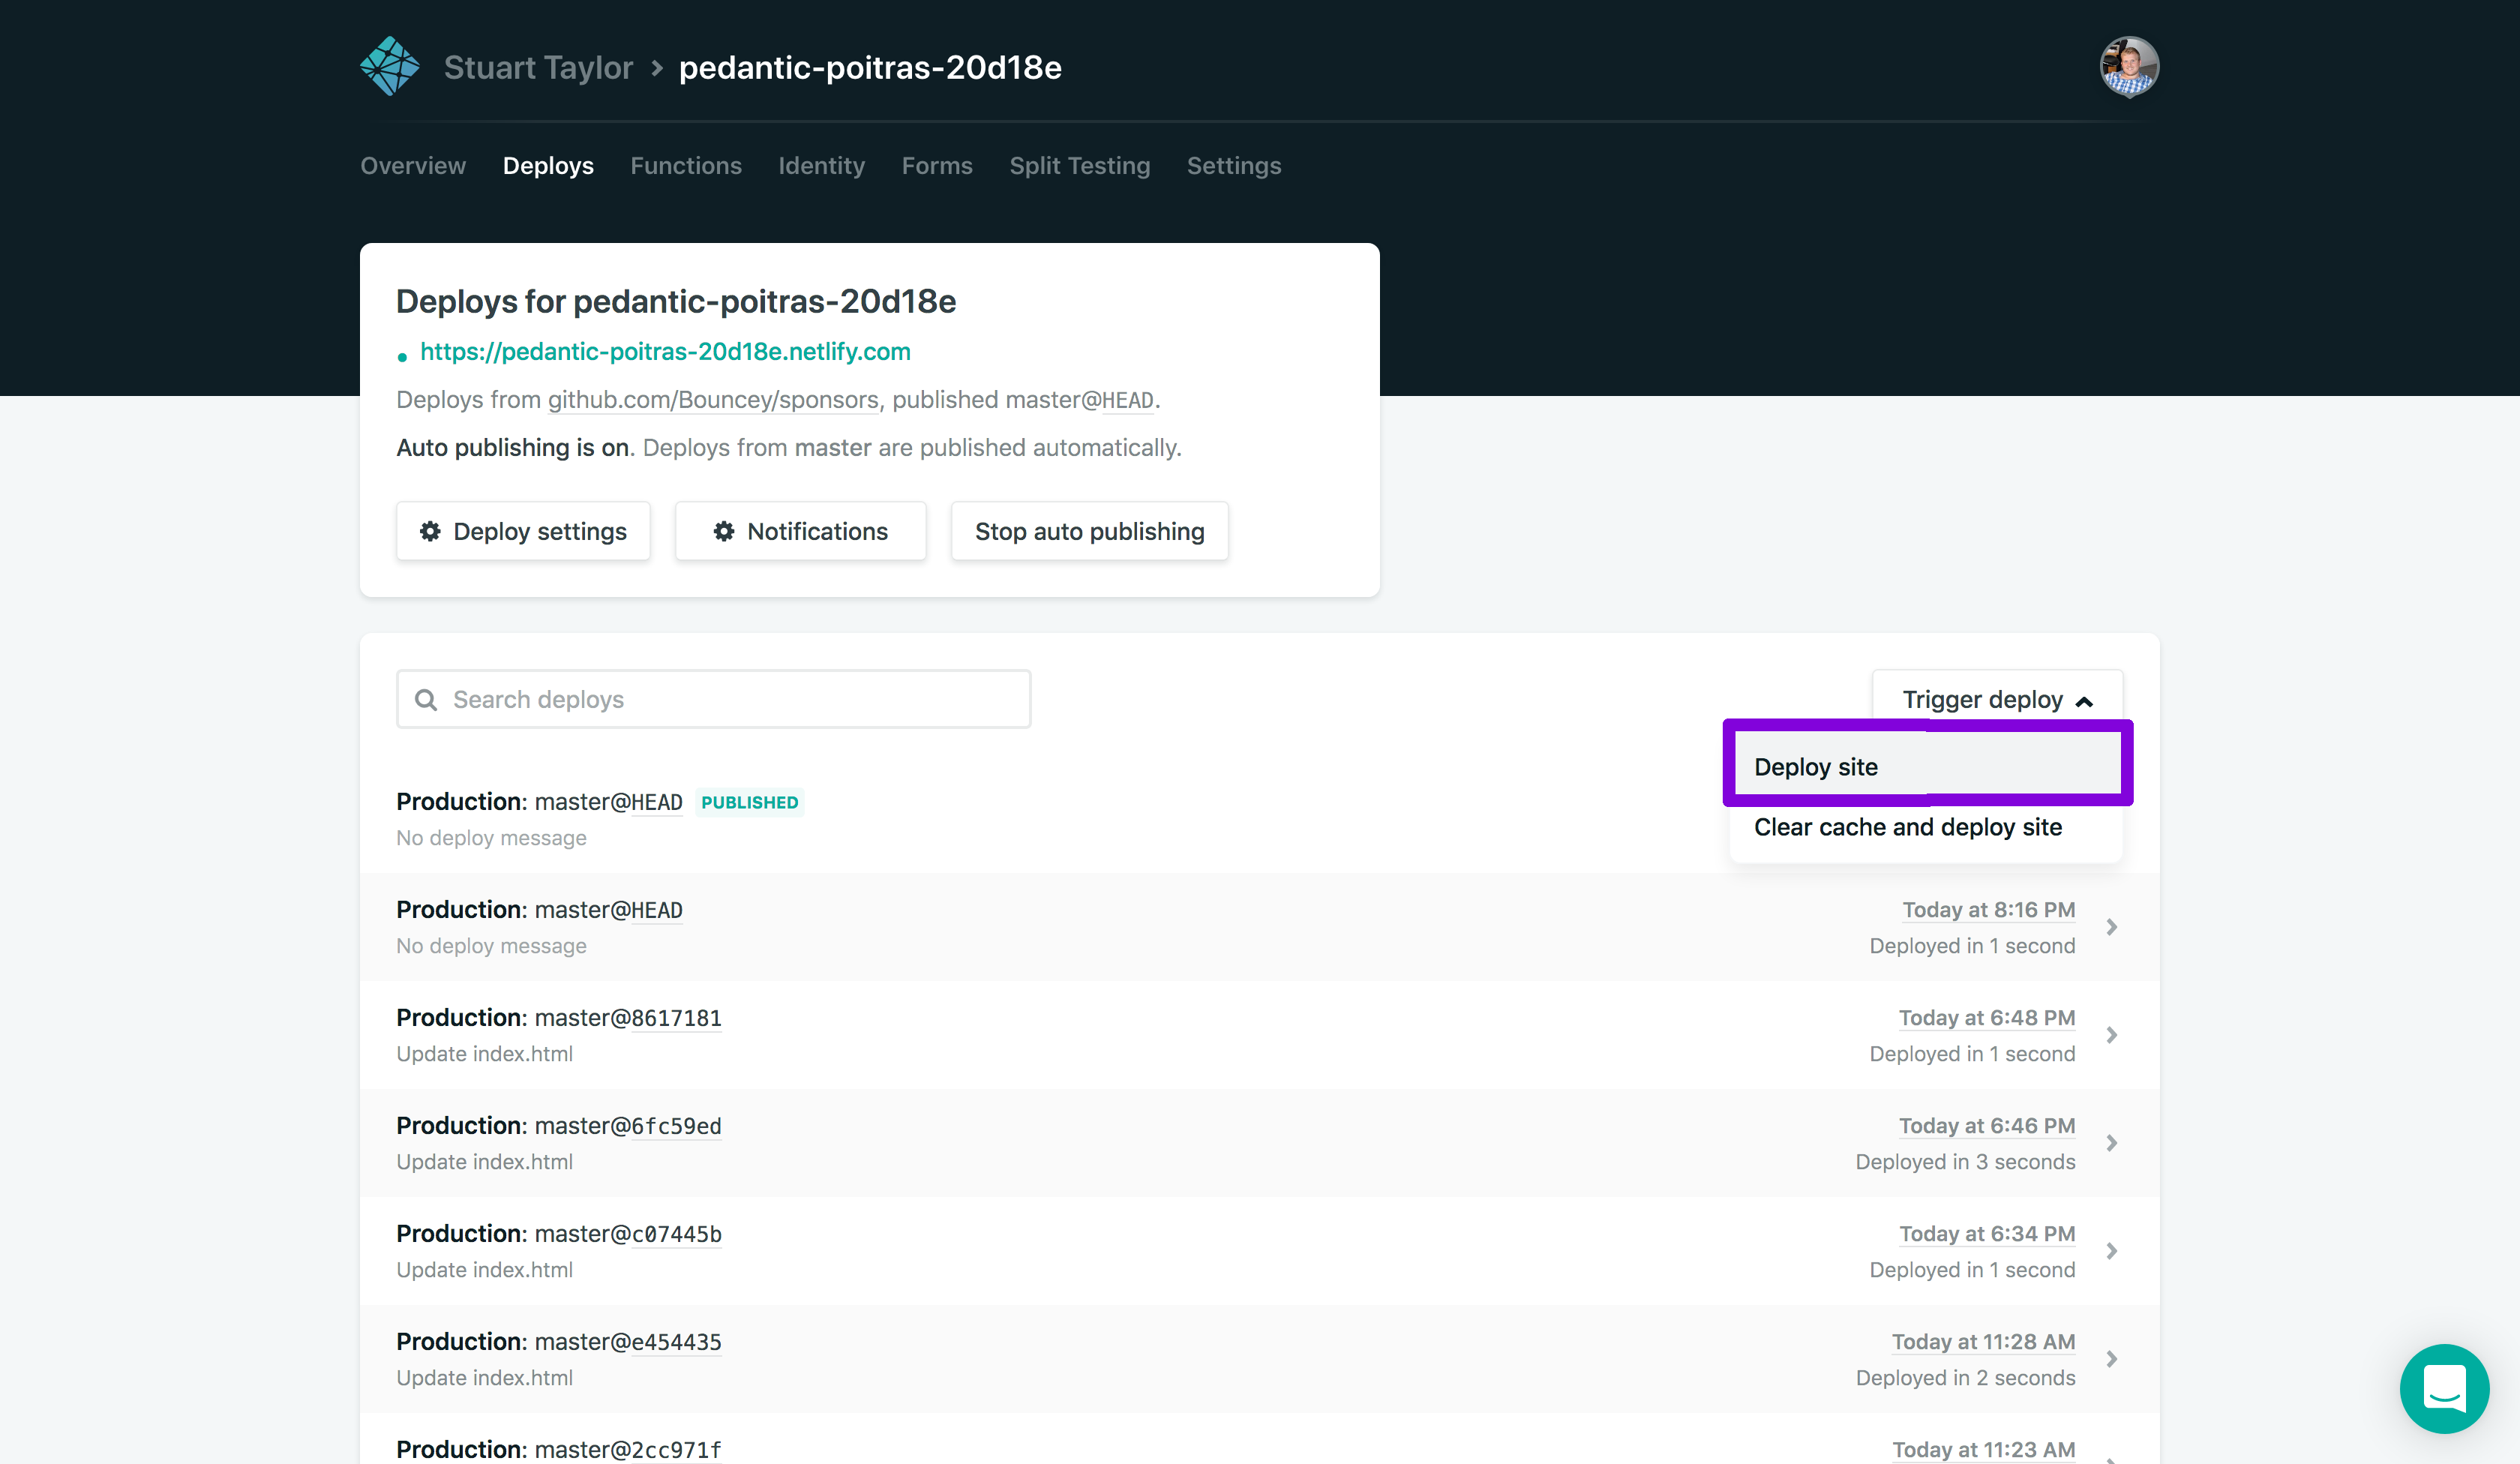 Stuart Taylor > pedantic-poitras-20d18e
Overview Deploys Functions Identity Forms Split Testing Settings
Deploys for pedantic-poitras-20d18e
https://pedantic-poitras-20d18e.netlify.com
Deploys from github.com/Bouncey/sponsors, published master@HEAD.
Auto publishing is on. Deploys from master are published automatically.
Deploy settings Notifications Stop auto publishing
Search deploys
Trigger deploy
Deploy site
Clear cache and deploy site
Production: master@HEAD PUBLISHED
No deploy message
Production: master@HEAD Today at 8:16 PM
No deploy message Deployed in 1 second
Production: master@8617181 Today at 6:48 PM
Update index.html Deployed in 1 second
Production: master@6fc59ed Today at 6:46 PM
Update index.html Deployed in 3 seconds
Production: master@c07445b Today at 6:34 PM
Update index.html Deployed in 1 second
Production: master@e454435 Today at 11:28 AM
Update index.html Deployed in 2 seconds
Production: master@2cc971f Today at 11:23 AM